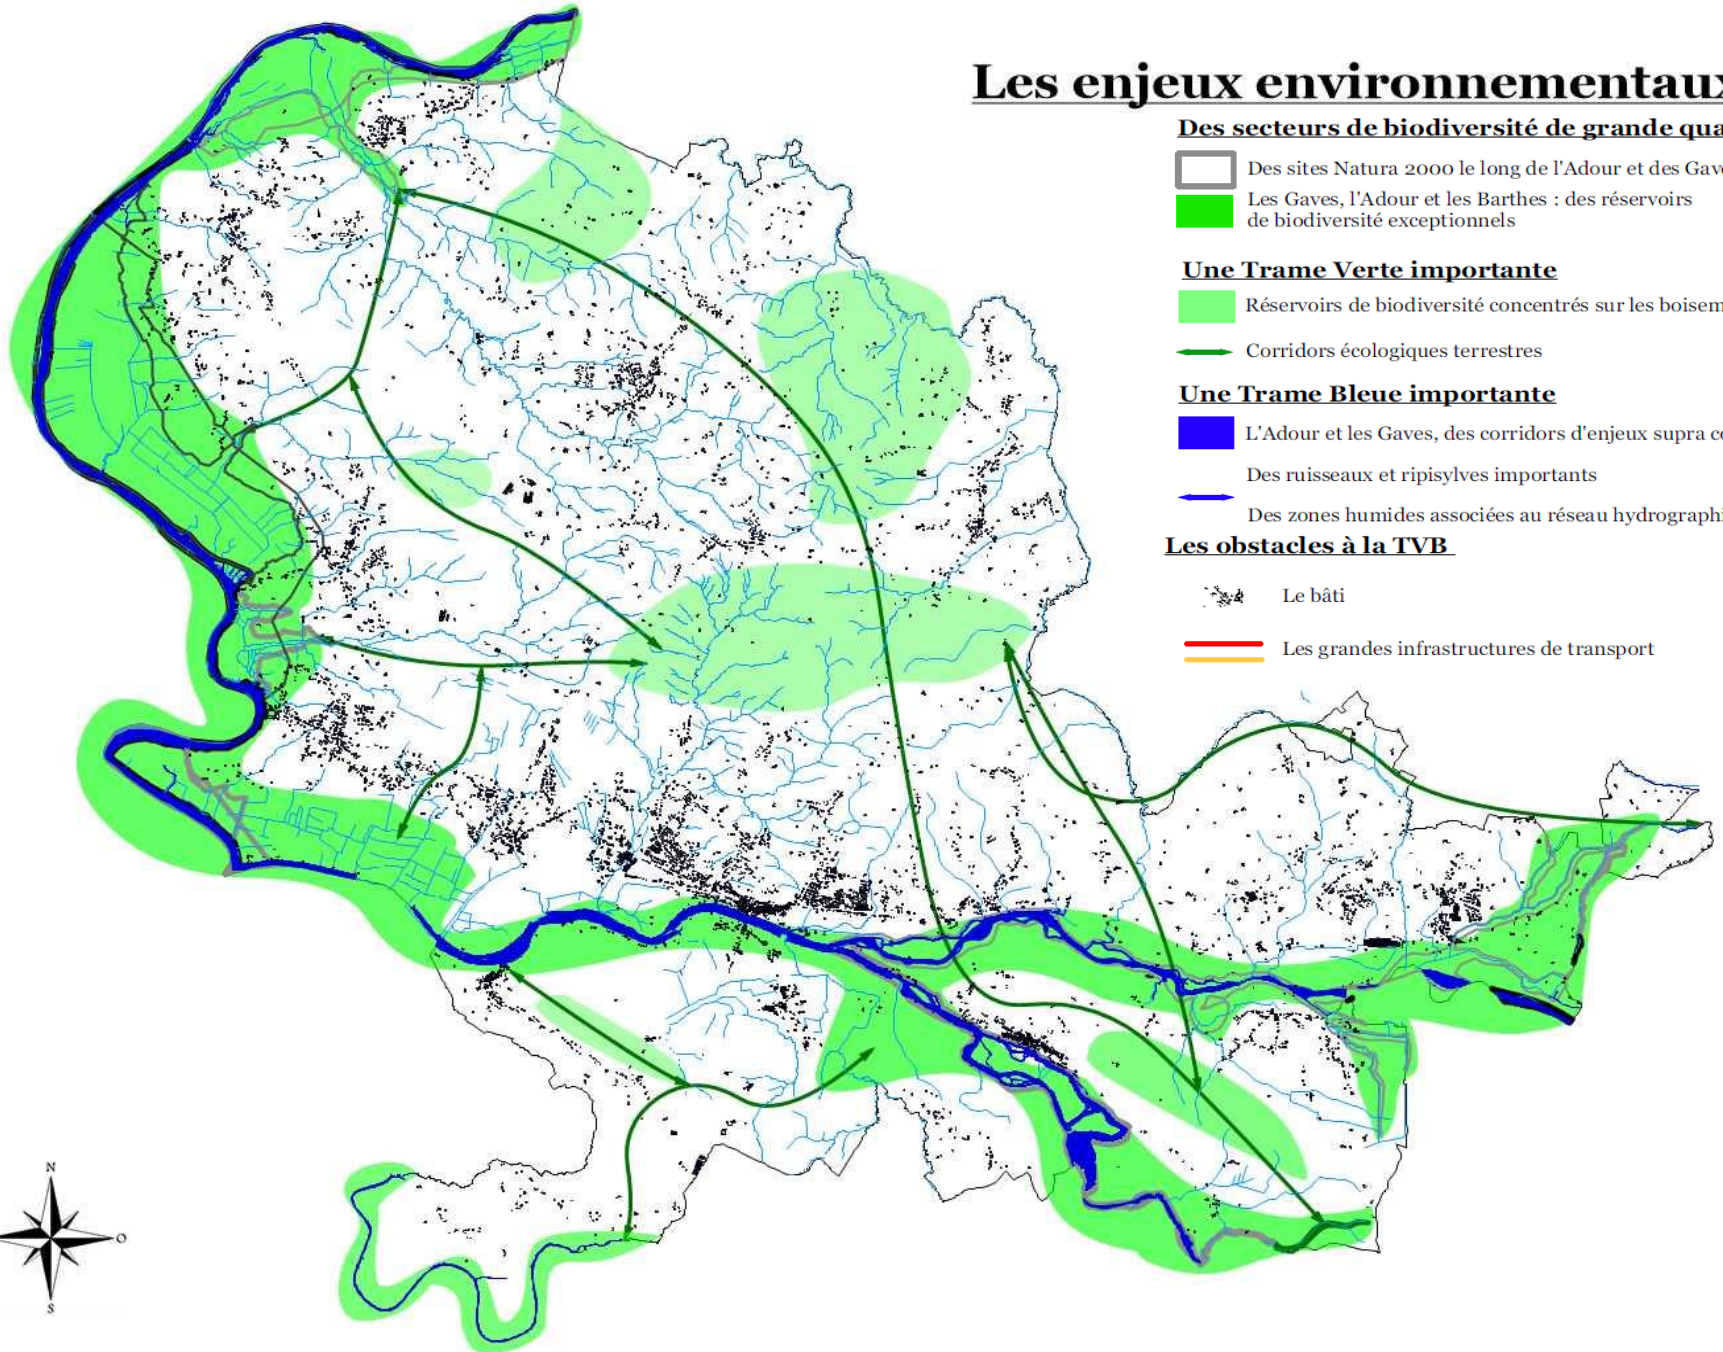 Les enjeux environnementaux
Des secteurs de biodiversité de grande qua
Des sites Natura 2000 le long de l'Adour et des Gav
Les Gaves, l'Adour et les Barthes : des réservoirs
de biodiversité exceptionnels
Une Trame Verte importante
Réservoirs de biodiversité concentrés sur les boisem
Corridors écologiques terrestres
Une Trame Bleue importante
L'Adour et les Gaves, des corridors d'enjeux supra c
Des ruisseaux et ripisylves importants
Des zones humides associées au réseau hydrographi
Les obstacles à la TVB
Le bâti
Les grandes infrastructures de transport
N
O
S